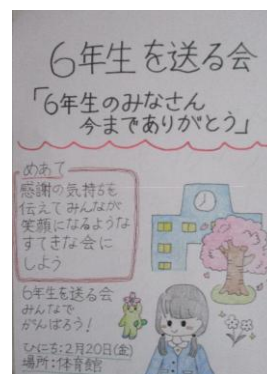 6年生を送る会
「6年生のみなさん
今までありがとう」
めあて
感謝の気持ちを
伝えてみんなが
笑顔になるような
すてきな会に
しよう
6年生を送る会
みんなで
がんばろう!
ひにち:2月20日(金)
場所:体育館